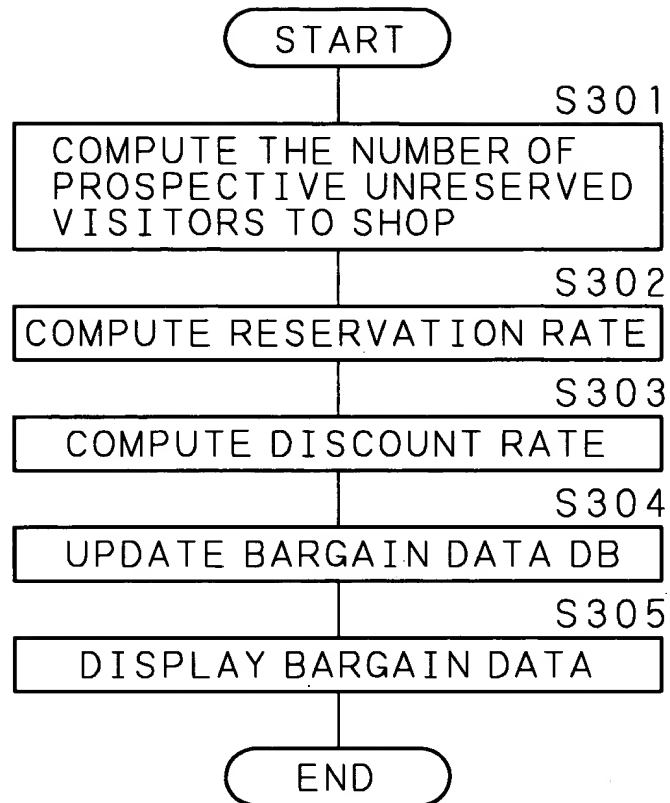 START
S301
COMPUTE THE NUMBER OF
PROSPECTIVE UNRESERVED
VISITORS TO SHOP
S302
COMPUTE RESERVATION RATE
S303
COMPUTE DISCOUNT RATE
S304
UPDATE BARGAIN DATA DB
S305
DISPLAY BARGAIN DATA
END